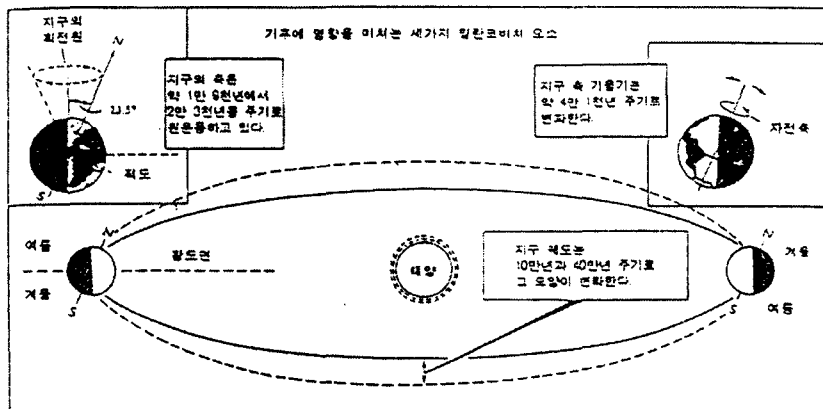 기후에 영향을 미치는 세가지 밀란코비치 요소
지구의
회전원
N
23.5°
적도
S
지구의 축은
약 1만 9천년에서
2만 3천년을 주기로
원운동하고 있다.
지구 축 기울기는
약 4만 1천년 주기로
변화한다.
자전축
여름
겨울
N
S
황도면
태양
지구 궤도는
10만년과 40만년 주기로
그 모양이 변화한다.
N
겨울
여름
S